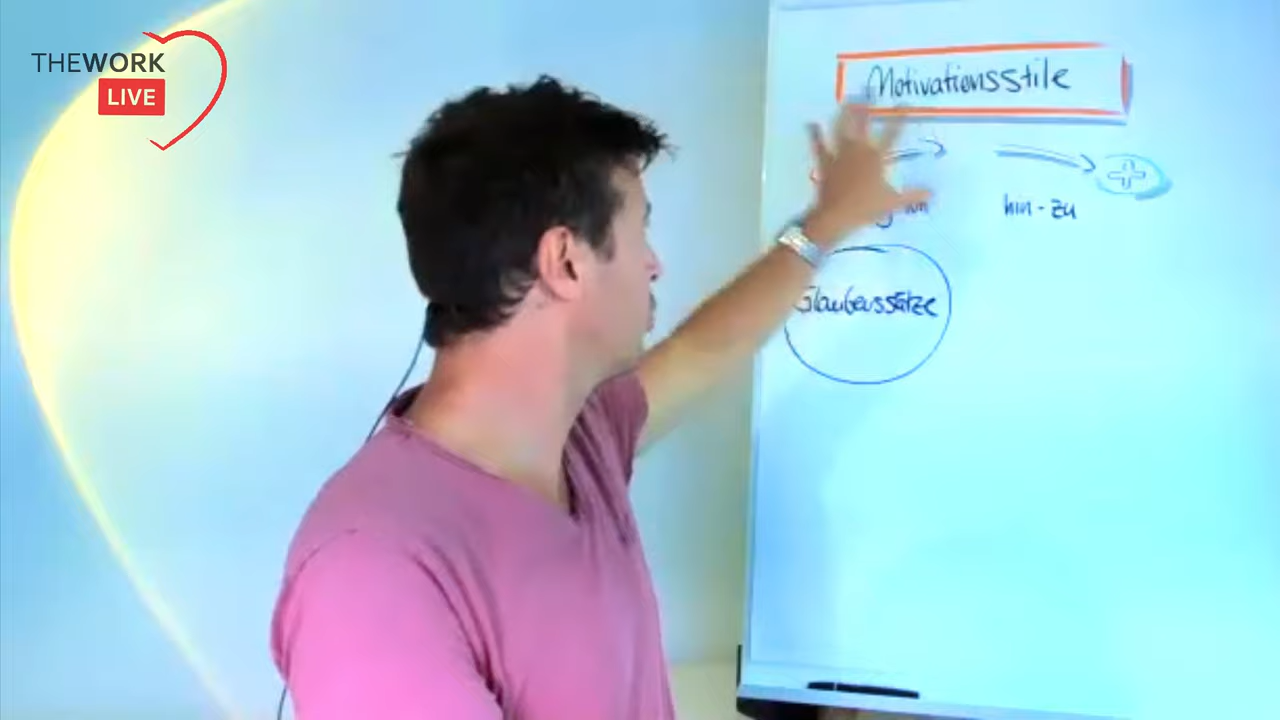 THEWORK
LIVE
Motivationsstile
hin-zu
Glaubenssätze